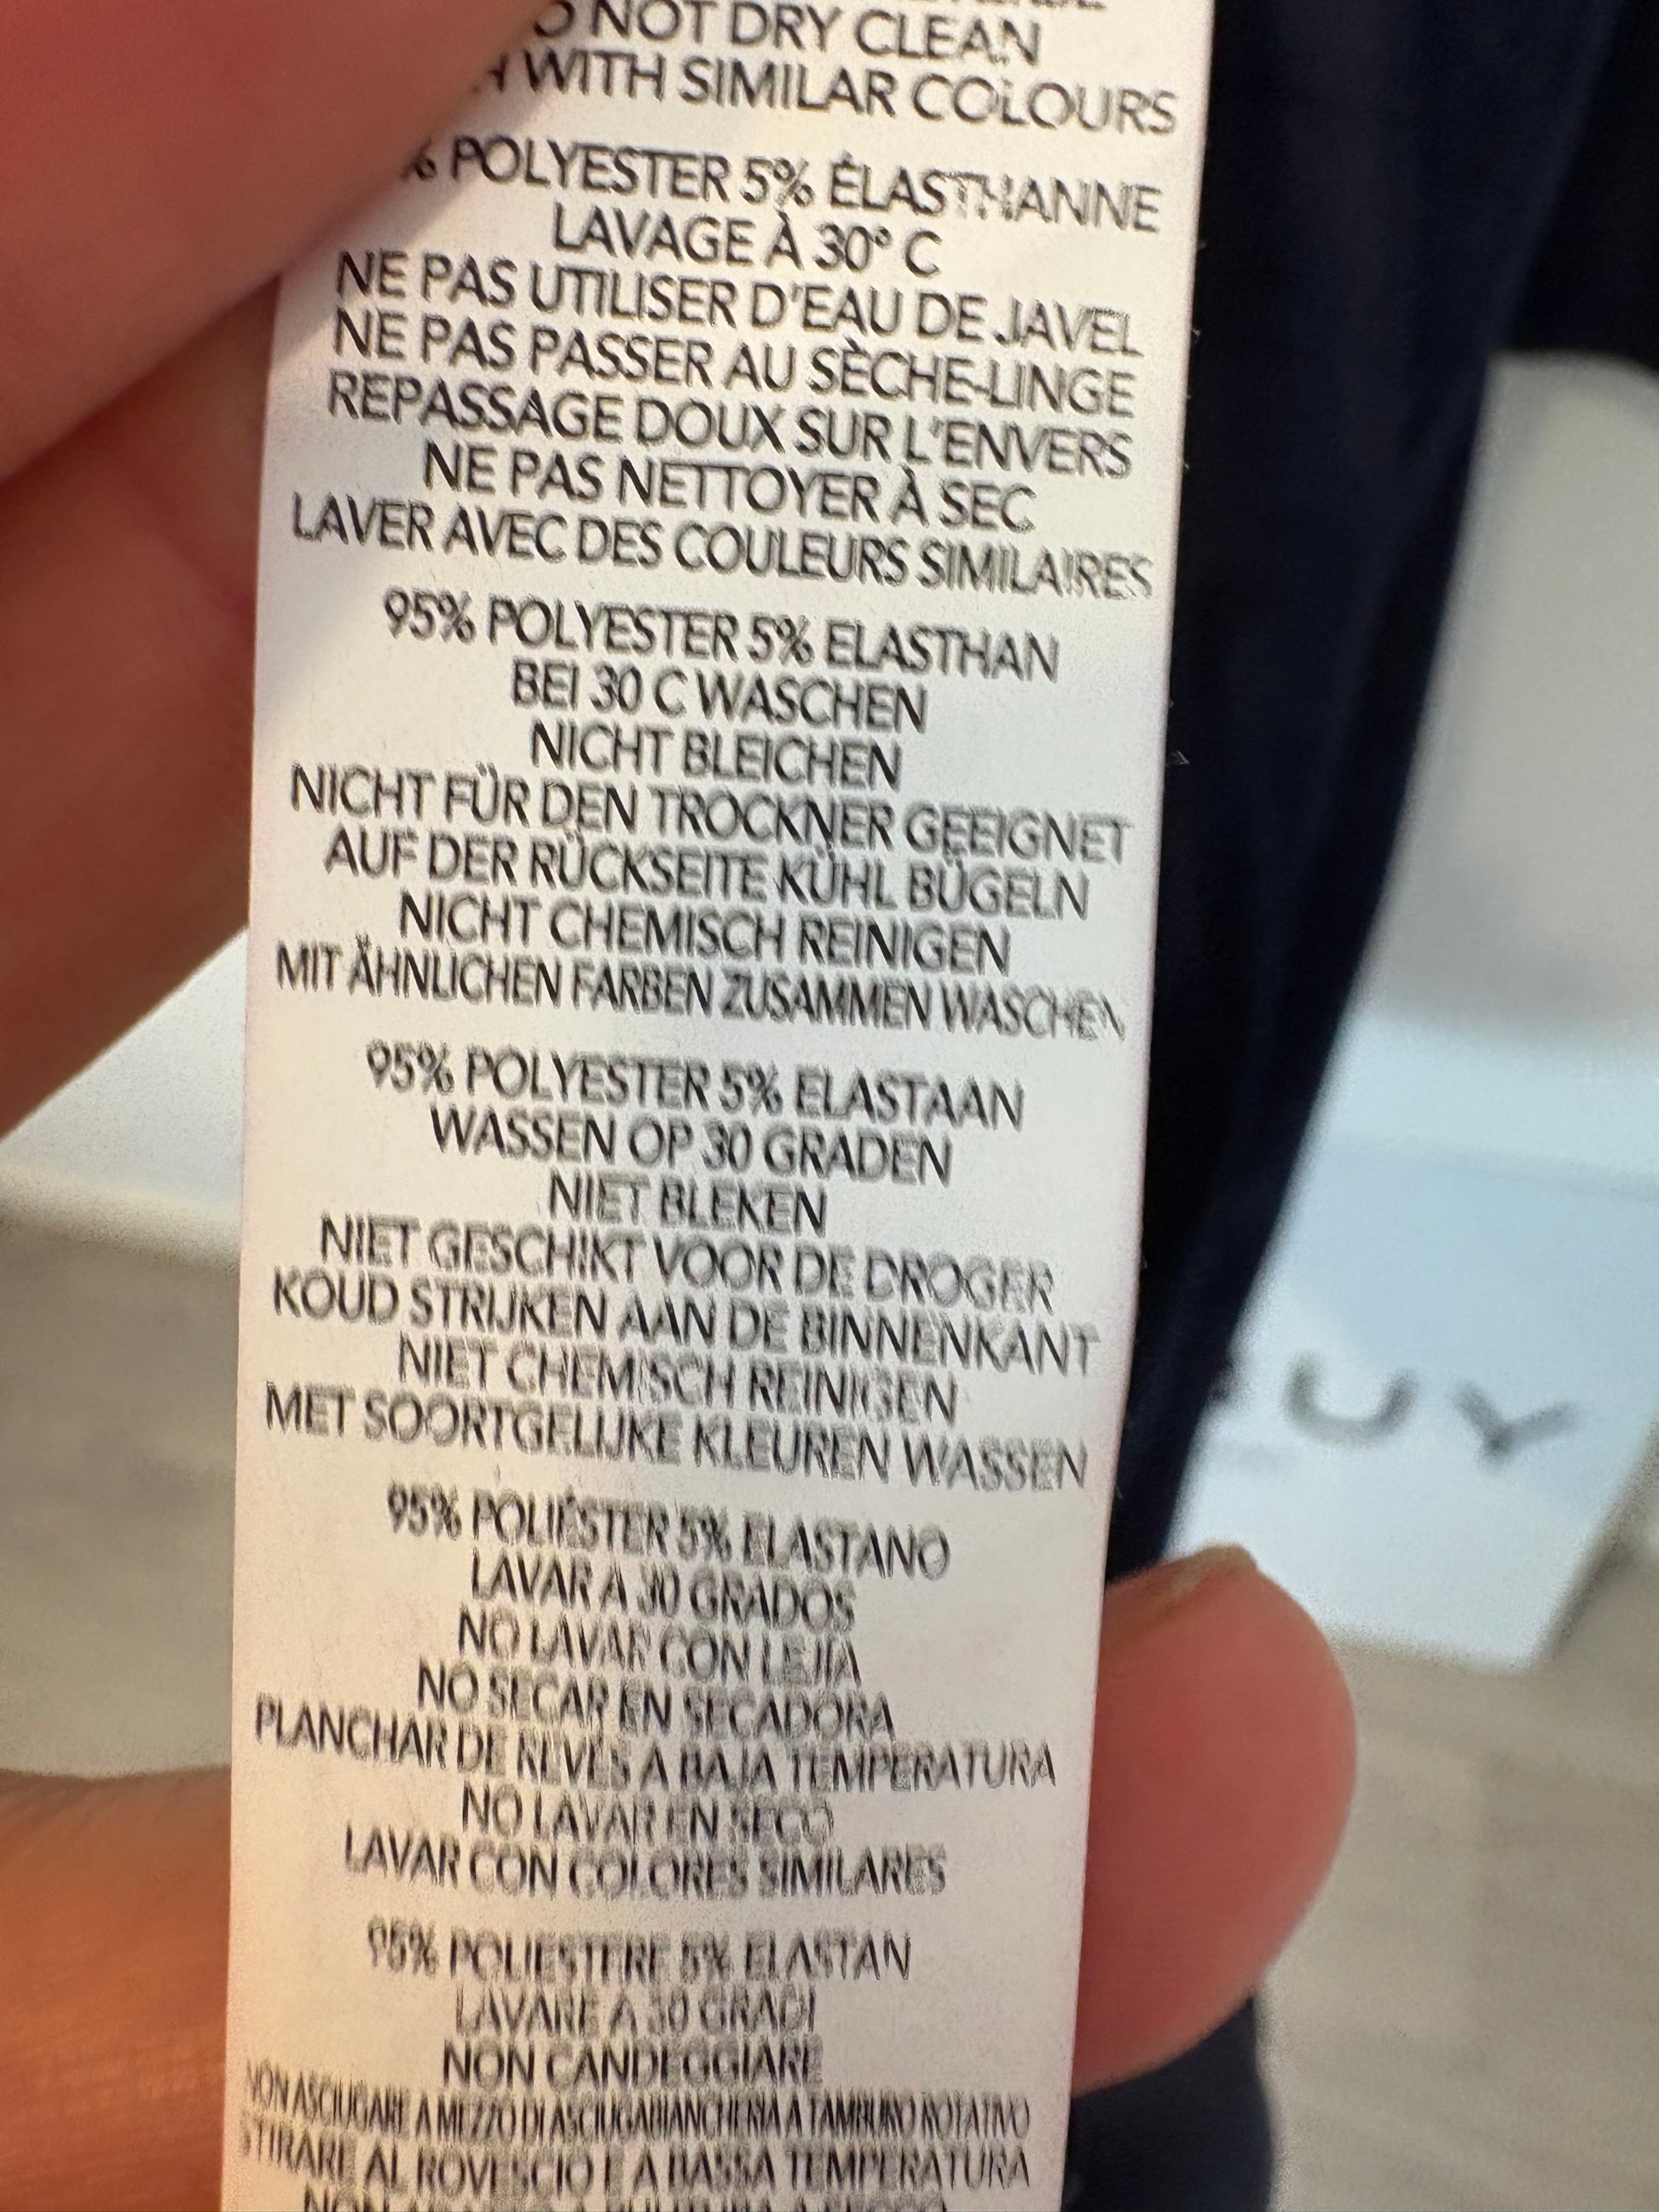 NOT DRY CLEAN
WITH SIMILAR COLOURS
% POLYESTER 5% ÉLASTHANNE
LAVAGE À 30° C
NE PAS UTILISER D'EAU DE JAVEL
NE PAS PASSER AU SÈCHE-LINGE
REPASSAGE DOUX SUR L'ENVERS
NE PAS NETTOYER À SEC
LAVER AVEC DES COULEURS SIMILAIRES
95% POLYESTER 5% ELASTHAN
BEI 30 C WASCHEN
NICHT BLEICHEN
NICHT FÜR DEN TROCKNER GEEIGNET
AUF DER RÜCKSEITE KÜHL BÜGELN
NICHT CHEMISCH REINIGEN
MIT ÄHNLICHEN FARBEN ZUSAMMEN WASCHEN
95% POLYESTER 5% ELASTAAN
WASSEN OP 30 GRADEN
NIET BLEKEN
NIET GESCHIKT VOOR DE DROGER
KOUD STRIJKEN AAN DE BINNENKANT
NIET CHEMISCH REINIGEN
MET SOORTGELIJKE KLEUREN WASSEN
95% POLIÉSTER 5% ELASTANO
LAVAR A 30 GRADOS
NO LAVAR CON LEJÍA
NO SECAR EN SECADORA
PLANCHAR DE REVÉS A BAJA TEMPERATURA
NO LAVAR EN SECO
LAVAR CON COLORES SIMILARES
95% POLIESTERE 5% ELASTAN
LAVARE A 30 GRADI
NON CANDEGGIARE
NON ASCIUGARE A MEZZO DI ASCIUGABIANCHERIA A TAMBURO ROTATIVO
STIRARE AL ROVESCIO E A BASSA TEMPERATURA
UY